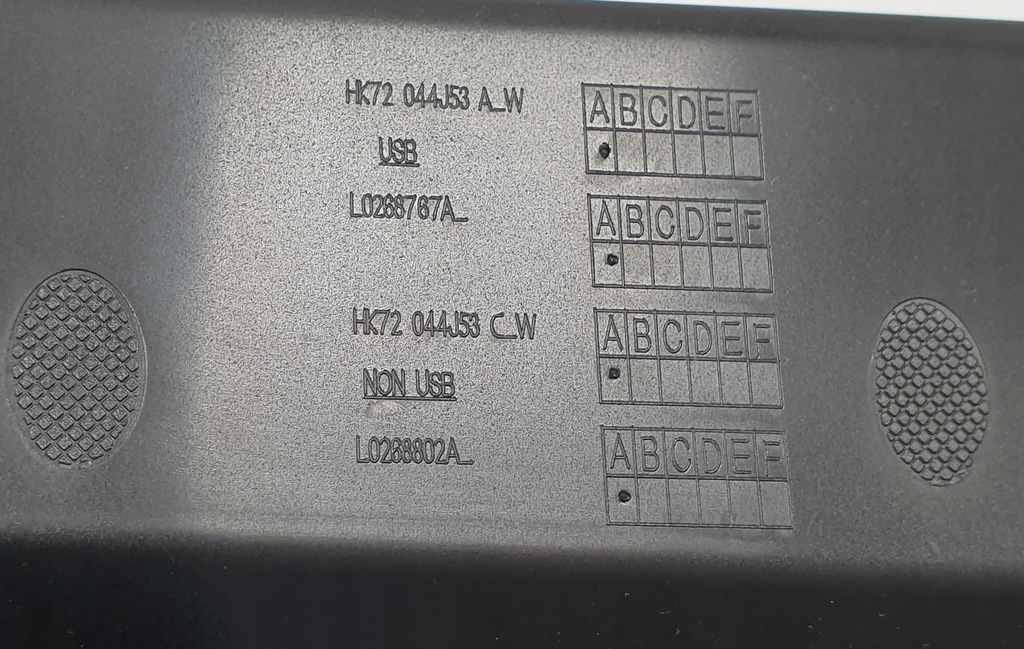 HK72 044J53 A_W
ABCDEF
USB
L0268767A_
ABCDEF
HK72 044J53 C_W
ABCDEF
NON USB
L0268802A_
ABCDEF